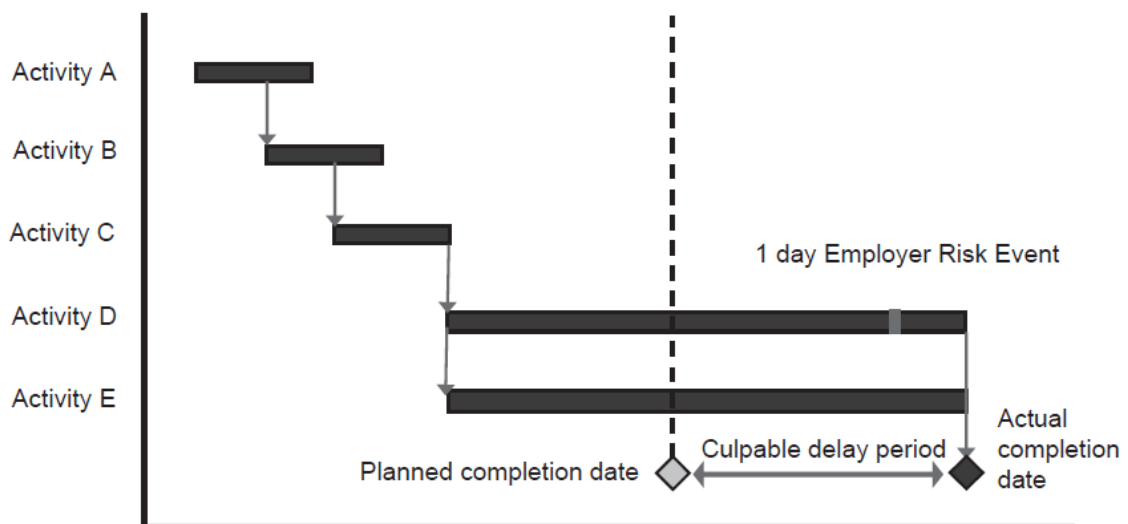 Activity A
Activity B
Activity C
1 day Employer Risk Event
Activity D
Activity E
Planned completion date
Culpable delay period
Actual
completion
date